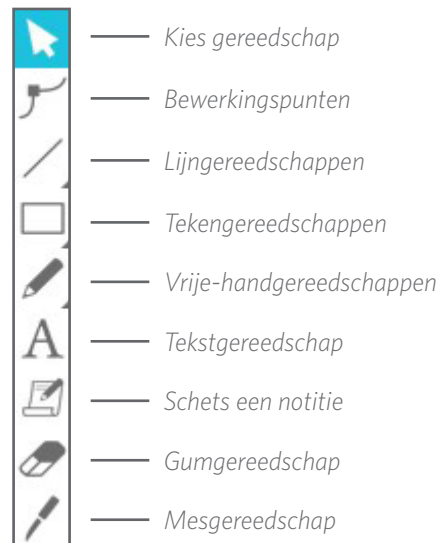 Kies gereedschap
Bewerkingspunten
Lijngereedschappen
Tekengereedschappen
Vrije-handgereedschappen
A Tekstgereedschap
Schets een notitie
Gumgereedschap
Mesgereedschap